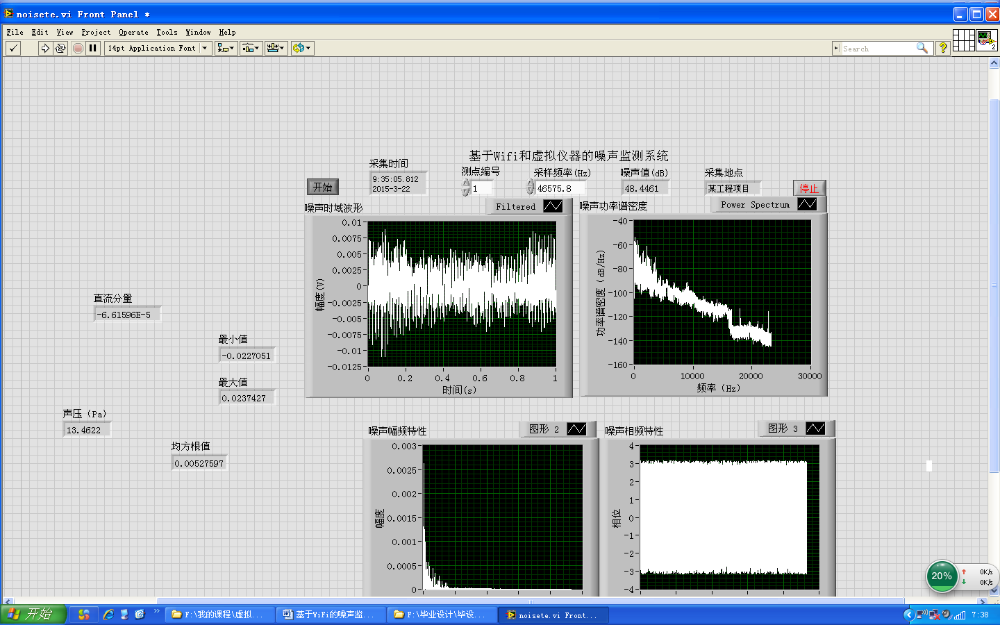 noisete.vi Front Panel *
File Edit View Project Operate Tools Window Help
14pt Application Font
Search
2
基于Wifi和虚拟仪器的噪声监测系统
采集时间
测点编号
采样频率(Hz)
噪声值(dB)
采集地点
开始
9:35:05.812
2015-3-22
1
46575.8
48.4461
某工程项目
停止
噪声时域波形
Filtered
0.01
0.0075
0.005
0.0025
0
-0.0025
-0.005
-0.0075
-0.01
-0.0125
幅度(V)
0 0.2 0.4 0.6 0.8 1
时间(s)
噪声功率谱密度
Power Spectrum
-40
-60
-80
-100
-120
-140
-160
功率谱密度 (dB/Hz)
0 10000 20000 30000
频率 (Hz)
直流分量
-6.61596E-5
最小值
-0.0227051
最大值
0.0237427
声压 (Pa)
13.4622
均方根值
0.00527597
噪声幅频特性
图形 2
0.003
0.0025
0.002
0.0015
0.001
0.0005
0
幅度
噪声相频特性
图形 3
4
3
2
1
0
-1
-2
-3
-4
相位
20%
0K/s
0K/s
开始
F:\我的课程\虚拟...
基于WiFi的噪声监...
F:\毕业设计\毕设...
noisete.vi Front...
7:38